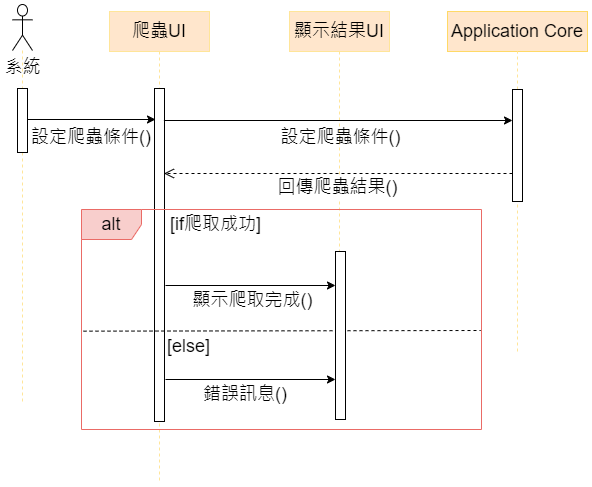 爬蟲UI
顯示結果UI
Application Core
系統
設定爬蟲條件()
設定爬蟲條件()
回傳爬蟲結果()
alt
[if爬取成功]
顯示爬取完成()
[else]
錯誤訊息()